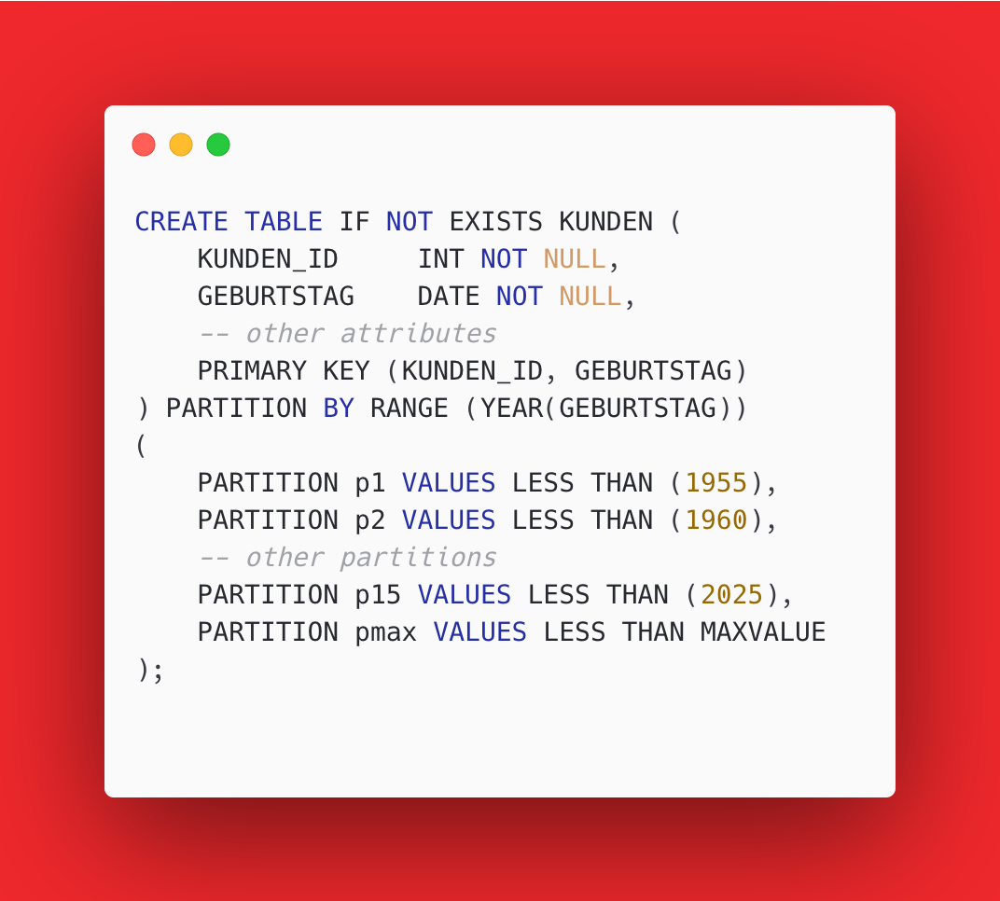 CREATE TABLE IF NOT EXISTS KUNDEN (
    KUNDEN_ID     INT NOT NULL,
    GEBURTSTAG    DATE NOT NULL,
    -- other attributes
    PRIMARY KEY (KUNDEN_ID, GEBURTSTAG)
) PARTITION BY RANGE (YEAR(GEBURTSTAG))
(
    PARTITION p1 VALUES LESS THAN (1955),
    PARTITION p2 VALUES LESS THAN (1960),
    -- other partitions
    PARTITION p15 VALUES LESS THAN (2025),
    PARTITION pmax VALUES LESS THAN MAXVALUE
);